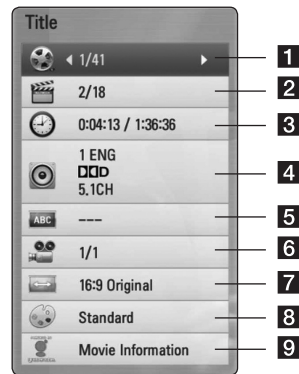 Title
1/41 1
2/18 2
0:04:13 / 1:36:36 3
1 ENG
D 4
5.1CH
ABC --- 5
1/1 6
16:9 Original 7
Standard 8
Movie Information 9